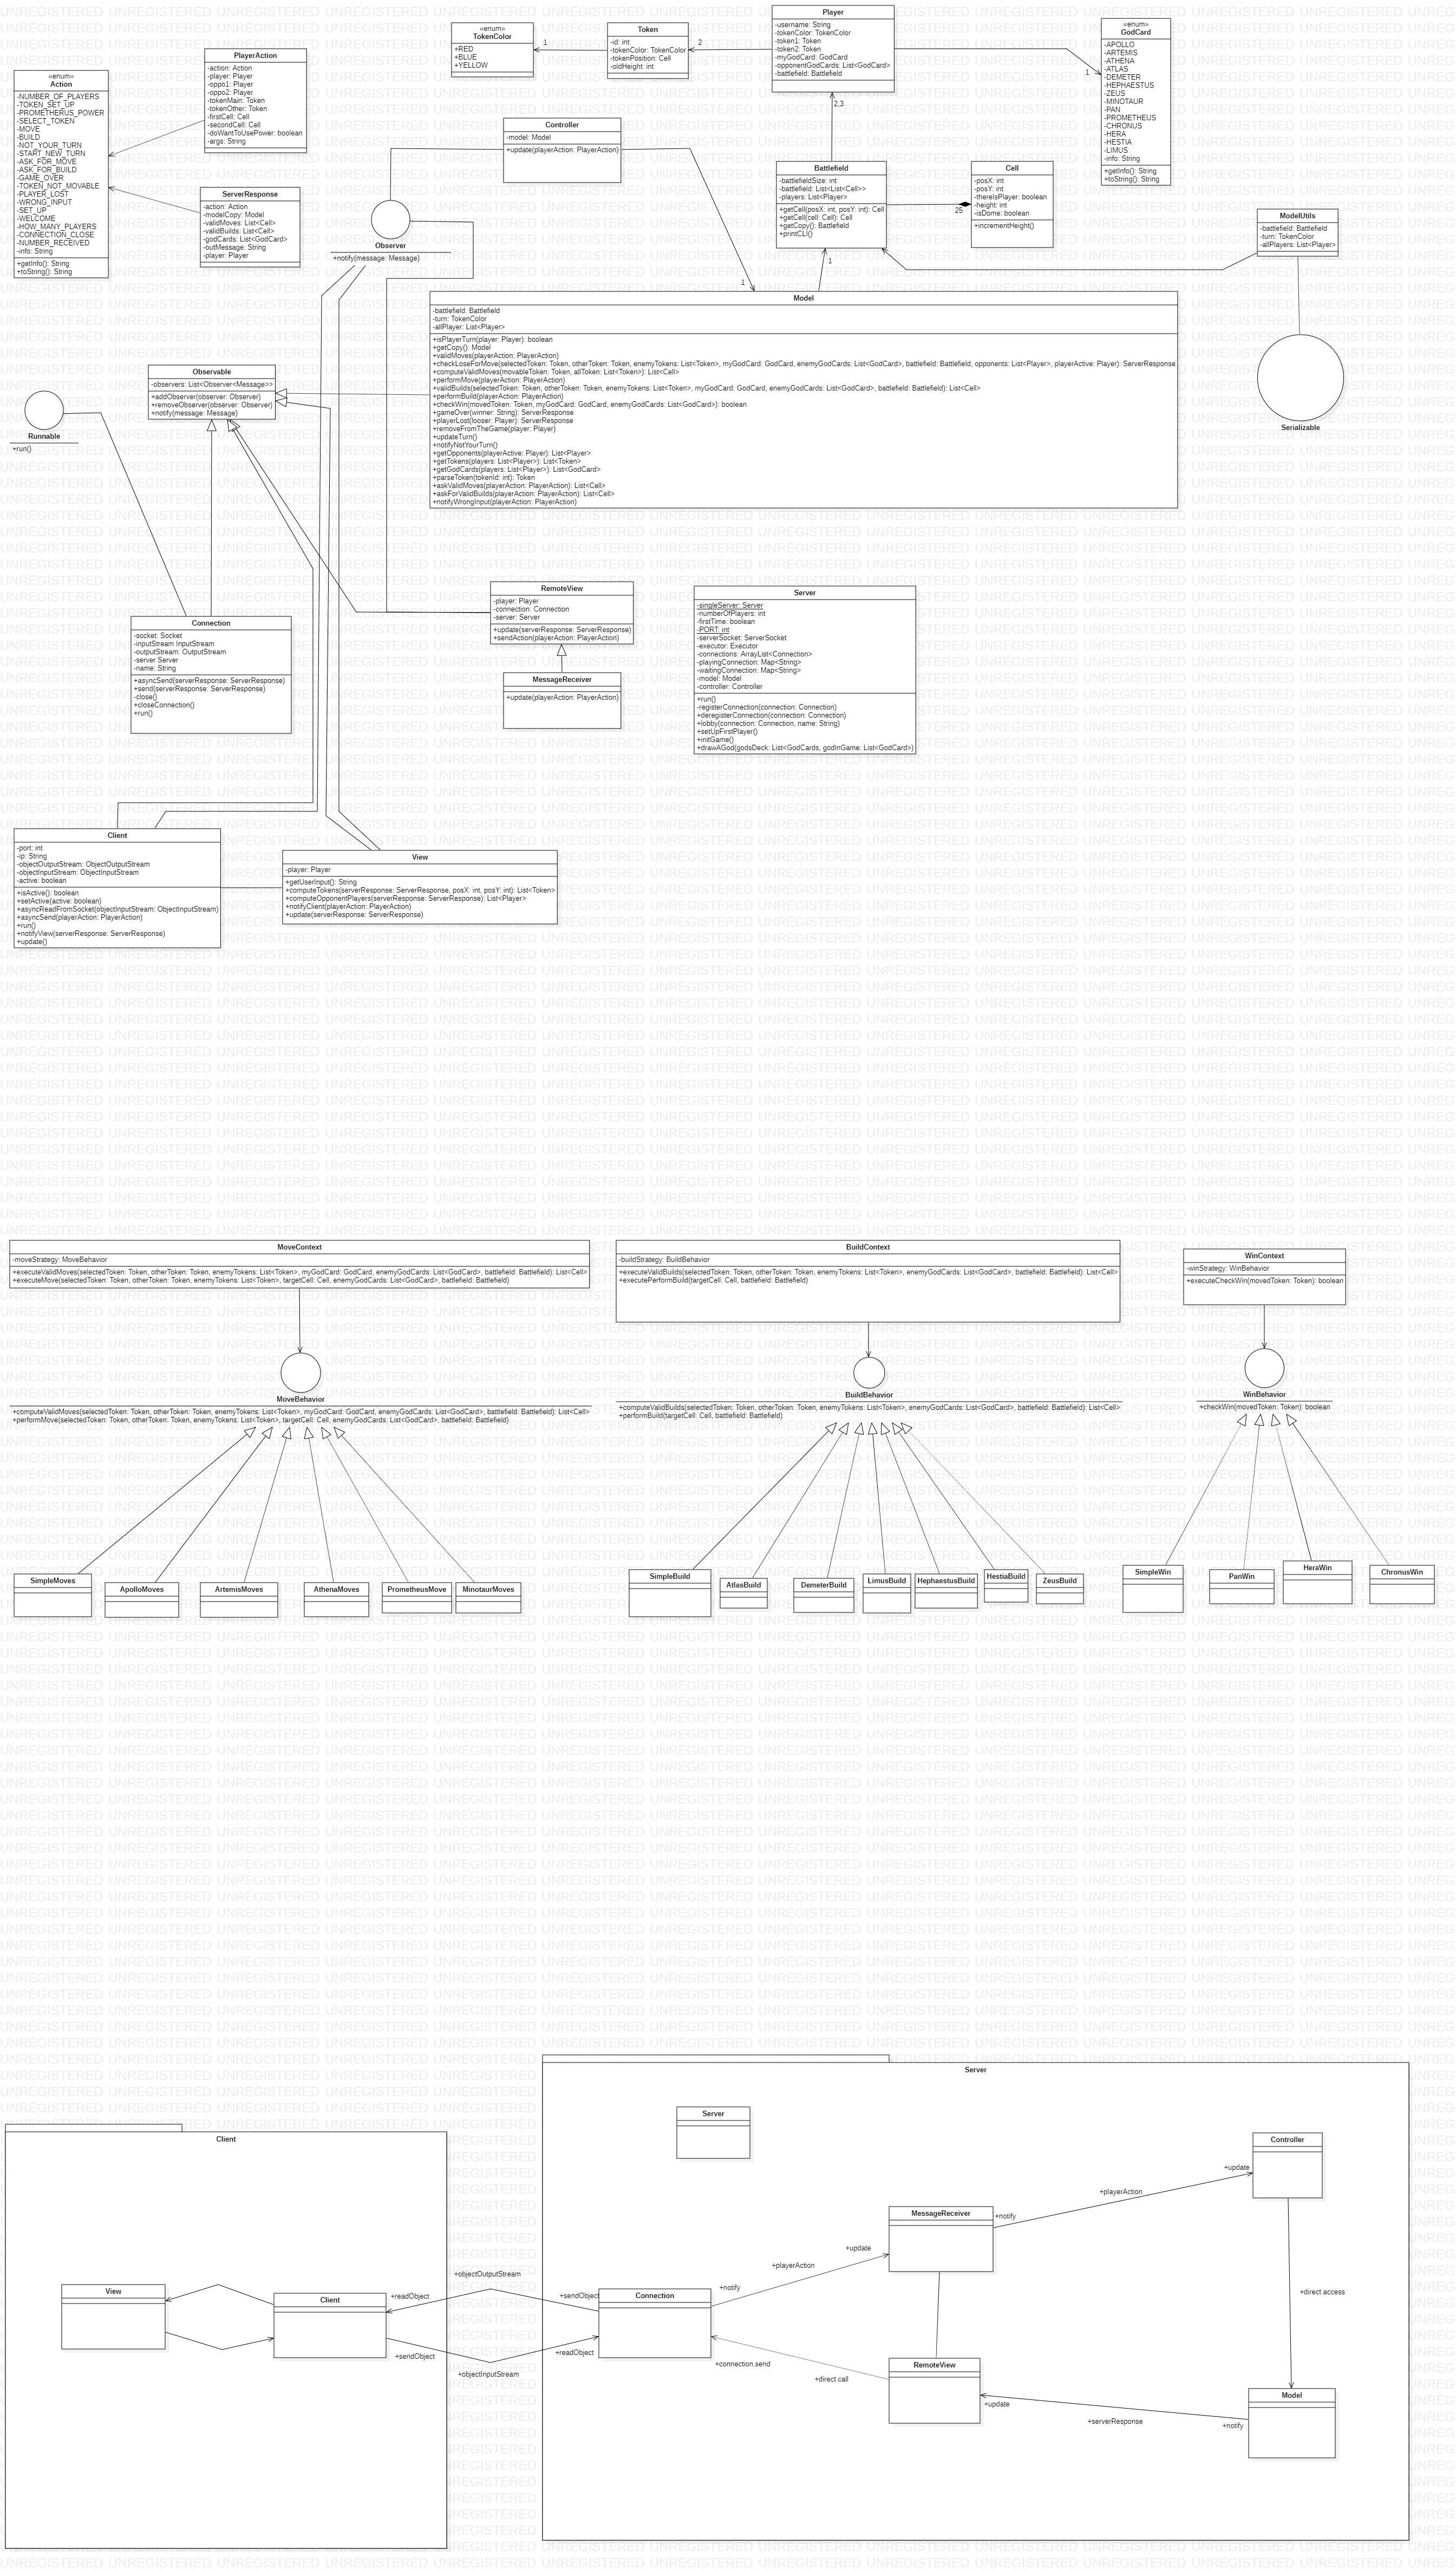 «enum»
Action
-NUMBER_OF_PLAYERS
-TOKEN_SET_UP
-PROMETHERUS_POWER
-SELECT_TOKEN
-MOVE
-BUILD
-NOT_YOUR_TURN
-START_NEW_TURN
-ASK_FOR_MOVE
-ASK_FOR_BUILD
-GAME_OVER
-TOKEN_NOT_MOVABLE
-PLAYER_LOST
-WRONG_INPUT
-SET_UP
-WELCOME
-HOW_MANY_PLAYERS
-CONNECTION_CLOSE
-NUMBER_RECEIVED
-info: String
+getInfo(): String
+toString(): String
PlayerAction
-action: Action
-player: Player
-oppo1: Player
-oppo2: Player
-tokenMain: Token
-tokenOther: Token
-firstCell: Cell
-secondCell: Cell
-doWantToUsePower: boolean
-args: String
ServerResponse
-action: Action
-modelCopy: Model
-validMoves: List<Cell>
-validBuilds: List<Cell>
-godCards: List<GodCard>
-outMessage: String
-player: Player
«enum»
TokenColor
+RED
+BLUE
+YELLOW
1
Token
-id: int
-tokenColor: TokenColor
-tokenPosition: Cell
-oldHeight: int
2
Player
-username: String
-tokenColor: TokenColor
-token1: Token
-token2: Token
-myGodCard: GodCard
-opponentGodCards: List<GodCard>
-battlefield: Battlefield
2,3
1
«enum»
GodCard
-APOLLO
-ARTEMIS
-ATHENA
-ATLAS
-DEMETER
-HEPHAESTUS
-ZEUS
-MINOTAUR
-PAN
-PROMETHEUS
-CHRONUS
-HERA
-HESTIA
-LIMUS
-info: String
+getInfo(): String
+toString(): String
Controller
-model: Model
+update(playerAction: PlayerAction)
Observer
+notify(message: Message)
Battlefield
-battlefieldSize: int
-battlefield: List<List<Cell>>
-players: List<Player>
+getCell(posX: int, posY: int): Cell
+getCell(cell: Cell): Cell
+getCopy(): Battlefield
+printCLI()
25
1
1
Cell
-posX: int
-posY: int
-thereIsPlayer: boolean
-height: int
-isDome: boolean
+incrementHeight()
ModelUtils
-battlefield: Battlefield
-turn: TokenColor
-allPlayers: List<Player>
Serializable
Model
-battlefield: Battlefield
-turn: TokenColor
-allPlayer: List<Player>
+isPlayerTurn(player: Player): boolean
+getCopy(): Model
+validMoves(playerAction: PlayerAction)
+checkLoseForMove(selectedToken: Token, otherToken: Token, enemyTokens: List<Token>, myGodCard: GodCard, enemyGodCards: List<GodCard>, battlefield: Battlefield, opponents: List<Player>, playerActive: Player): ServerResponse
+computeValidMoves(movableToken: Token, allToken: List<Token>): List<Cell>
+performMove(playerAction: PlayerAction)
+validBuilds(selectedToken: Token, otherToken: Token, enemyTokens: List<Token>, myGodCard: GodCard, enemyGodCards: List<GodCard>, battlefield: Battlefield): List<Cell>
+performBuild(playerAction: PlayerAction)
+checkWin(movedToken: Token, myGodCard: GodCard, enemyGodCards: List<GodCard>): boolean
+gameOver(winner: String): ServerResponse
+playerLost(looser: Player): ServerResponse
+removeFromTheGame(player: Player)
+updateTurn()
+notifyNotYourTurn()
+getOpponents(playerActive: Player): List<Player>
+getTokens(players: List<Player>): List<Token>
+getGodCards(players: List<Player>): List<GodCard>
+parseToken(tokenId: int): Token
+askValidMoves(playerAction: PlayerAction): List<Cell>
+askForValidBuilds(playerAction: PlayerAction): List<Cell>
+notifyWrongInput(playerAction: PlayerAction)
Observable
-observers: List<Observer<Message>>
+addObserver(observer: Observer)
+removeObserver(observer: Observer)
+notify(message: Message)
Runnable
+run()
Connection
-socket: Socket
-inputStream InputStream
-outputStream: OutputStream
-server Server
-name: String
+asyncSend(serverResponse: ServerResponse)
+send(serverResponse: ServerResponse)
-close()
+closeConnection()
+run()
RemoteView
-player: Player
-connection: Connection
-server: Server
+update(serverResponse: ServerResponse)
+sendAction(playerAction: PlayerAction)
MessageReceiver
+update(playerAction: PlayerAction)
Server
-singleServer: Server
-numberOfPlayers: int
-firstTime: boolean
-PORT: int
-serverSocket: ServerSocket
-executor: Executor
-connections: ArrayList<Connection>
-playingConnection: Map<String>
-waitingConnection: Map<String>
-model: Model
-controller: Controller
+run()
-registerConnection(connection: Connection)
+deregisterConnection(connection: Connection)
+lobby(connection: Connection, name: String)
+setUpFirstPlayer()
+initGame()
+drawAGod(godsDeck: List<GodCards, godInGame: List<GodCard>)
Client
-port: int
-ip: String
-objectOutputStream: ObjectOutputStream
-objectInputStream: ObjectInputStream
-active: boolean
+isActive(): boolean
+setActive(active: boolean)
+asyncReadFromSocket(objectInputStream: ObjectInputStream)
+asyncSend(playerAction: PlayerAction)
+run()
+notifyView(serverResponse: ServerResponse)
+update()
View
-player: Player
+getUserInput(): String
+computeTokens(serverResponse: ServerResponse, posX: int, posY: int): List<Token>
+computeOpponentPlayers(serverResponse: ServerResponse): List<Player>
+notifyClient(playerAction: PlayerAction)
+update(serverResponse: ServerResponse)
MoveContext
-moveStrategy: MoveBehavior
+executeValidMoves(selectedToken: Token, otherToken: Token, enemyTokens: List<Token>, myGodCard: GodCard, enemyGodCards: List<GodCard>, battlefield: Battlefield): List<Cell>
+executeMove(selectedToken: Token, otherToken: Token, enemyTokens: List<Token>, targetCell: Cell, enemyGodCards: List<GodCard>, battlefield: Battlefield)
MoveBehavior
+computeValidMoves(selectedToken: Token, otherToken: Token, enemyTokens: List<Token>, myGodCard: GodCard, enemyGodCards: List<GodCard>, battlefield: Battlefield): List<Cell>
+performMove(selectedToken: Token, otherToken: Token, enemyTokens: List<Token>, targetCell: Cell, enemyGodCards: List<GodCard>, battlefield: Battlefield)
SimpleMoves
ApolloMoves
ArtemisMoves
AthenaMoves
PrometheusMove
MinotaurMoves
BuildContext
-buildStrategy: BuildBehavior
+executeValidBuilds(selectedToken: Token, otherToken: Token, enemyTokens: List<Token>, enemyGodCards: List<GodCard>, battlefield: Battlefield): List<Cell>
+executePerformBuild(targetCell: Cell, battlefield: Battlefield)
BuildBehavior
+computeValidBuilds(selectedToken: Token, otherToken: Token, enemyTokens: List<Token>, enemyGodCards: List<GodCard>, battlefield: Battlefield): List<Cell>
+performBuild(targetCell: Cell, battlefield: Battlefield)
SimpleBuild
AtlasBuild
DemeterBuild
LimusBuild
HephaestusBuild
HestiaBuild
ZeusBuild
WinContext
-winStrategy: WinBehavior
+executeCheckWin(movedToken: Token): boolean
WinBehavior
+checkWin(movedToken: Token): boolean
SimpleWin
PanWin
HeraWin
ChronusWin
Client
View
Client
+readObject
+objectOutputStream
+sendObject
+sendObject
+objectInputStream
+readObject
Server
Server
Connection
+notify
+playerAction
+update
MessageReceiver
+notify
+playerAction
+update
Controller
+direct access
Model
+notify
+serverResponse
+update
RemoteView
+direct call
+connection.send
UNREGISTERED